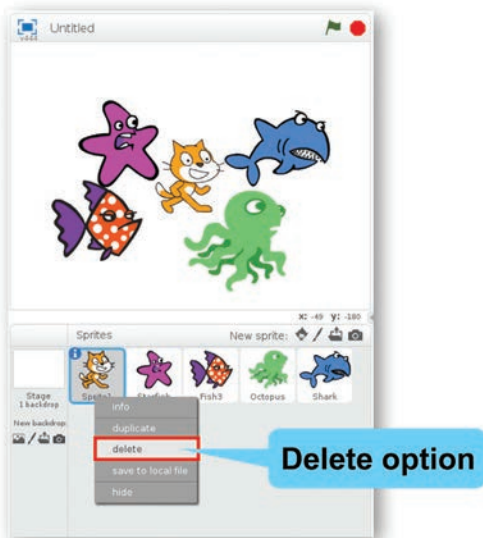 Untitled
x: -49 y: -180
Sprites New sprite:
Stage
1 backdrop
New backdrop:
Sprite1 Starfish Fish3 Octopus Shark
info
duplicate
delete
save to local file
hide
Delete option